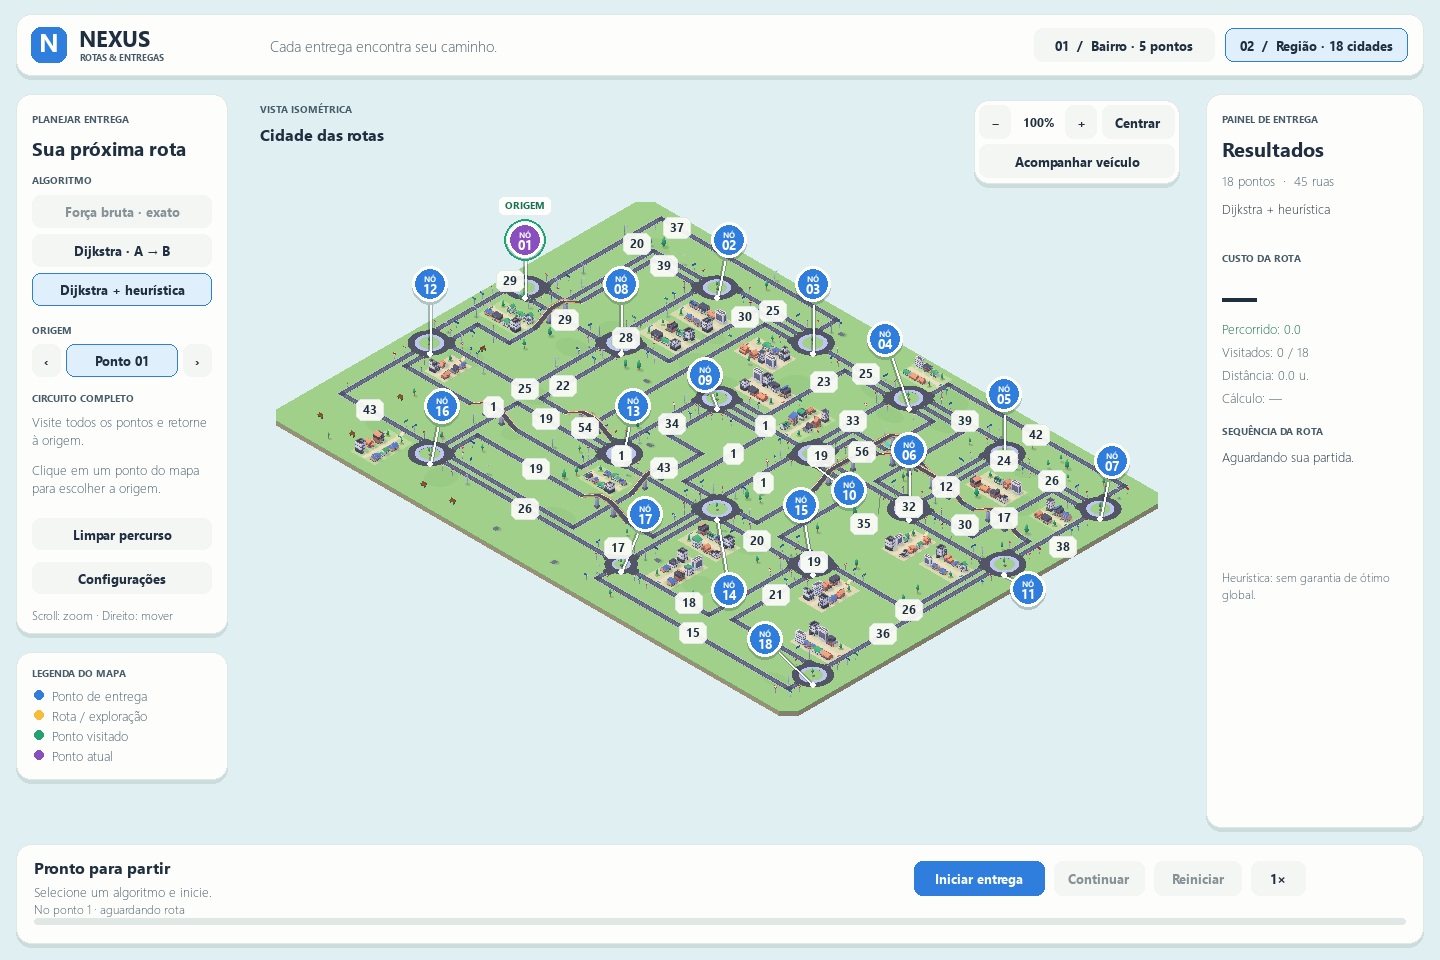 N
NEXUS
ROTAS & ENTREGAS
Cada entrega encontra seu caminho.
01 / Bairro · 5 pontos
02 / Região · 18 cidades
PLANEJAR ENTREGA
Sua próxima rota
ALGORITMO
Força bruta · exato
Dijkstra · A → B
Dijkstra + heurística
ORIGEM
‹
Ponto 01
›
CIRCUITO COMPLETO
Visite todos os pontos e retorne
à origem.
Clique em um ponto do mapa
para escolher a origem.
Limpar percurso
Configurações
Scroll: zoom · Direito: mover
LEGENDA DO MAPA
Ponto de entrega
Rota / exploração
Ponto visitado
Ponto atual
VISTA ISOMÉTRICA
Cidade das rotas
−
100%
+
Centrar
Acompanhar veículo
ORIGEM
NÓ 01
37
20
NÓ 02
39
29
NÓ 12
NÓ 08
NÓ 03
29
30
25
28
NÓ 04
NÓ 09
25
22
23
25
NÓ 05
43
NÓ 16
1
19
54
NÓ 13
34
1
33
39
42
1
43
1
19
56
NÓ 06
24
NÓ 07
19
1
NÓ 10
12
26
26
NÓ 17
NÓ 15
32
35
30
17
17
20
19
38
NÓ 14
NÓ 11
18
21
26
15
NÓ 18
36
PAINEL DE ENTREGA
Resultados
18 pontos · 45 ruas
Dijkstra + heurística
CUSTO DA ROTA
—
Percorrido: 0.0
Visitados: 0 / 18
Distância: 0.0 u.
Cálculo: —
SEQUÊNCIA DA ROTA
Aguardando sua partida.
Heurística: sem garantia de ótimo
global.
Pronto para partir
Selecione um algoritmo e inicie.
No ponto 1 · aguardando rota
Iniciar entrega
Continuar
Reiniciar
1×